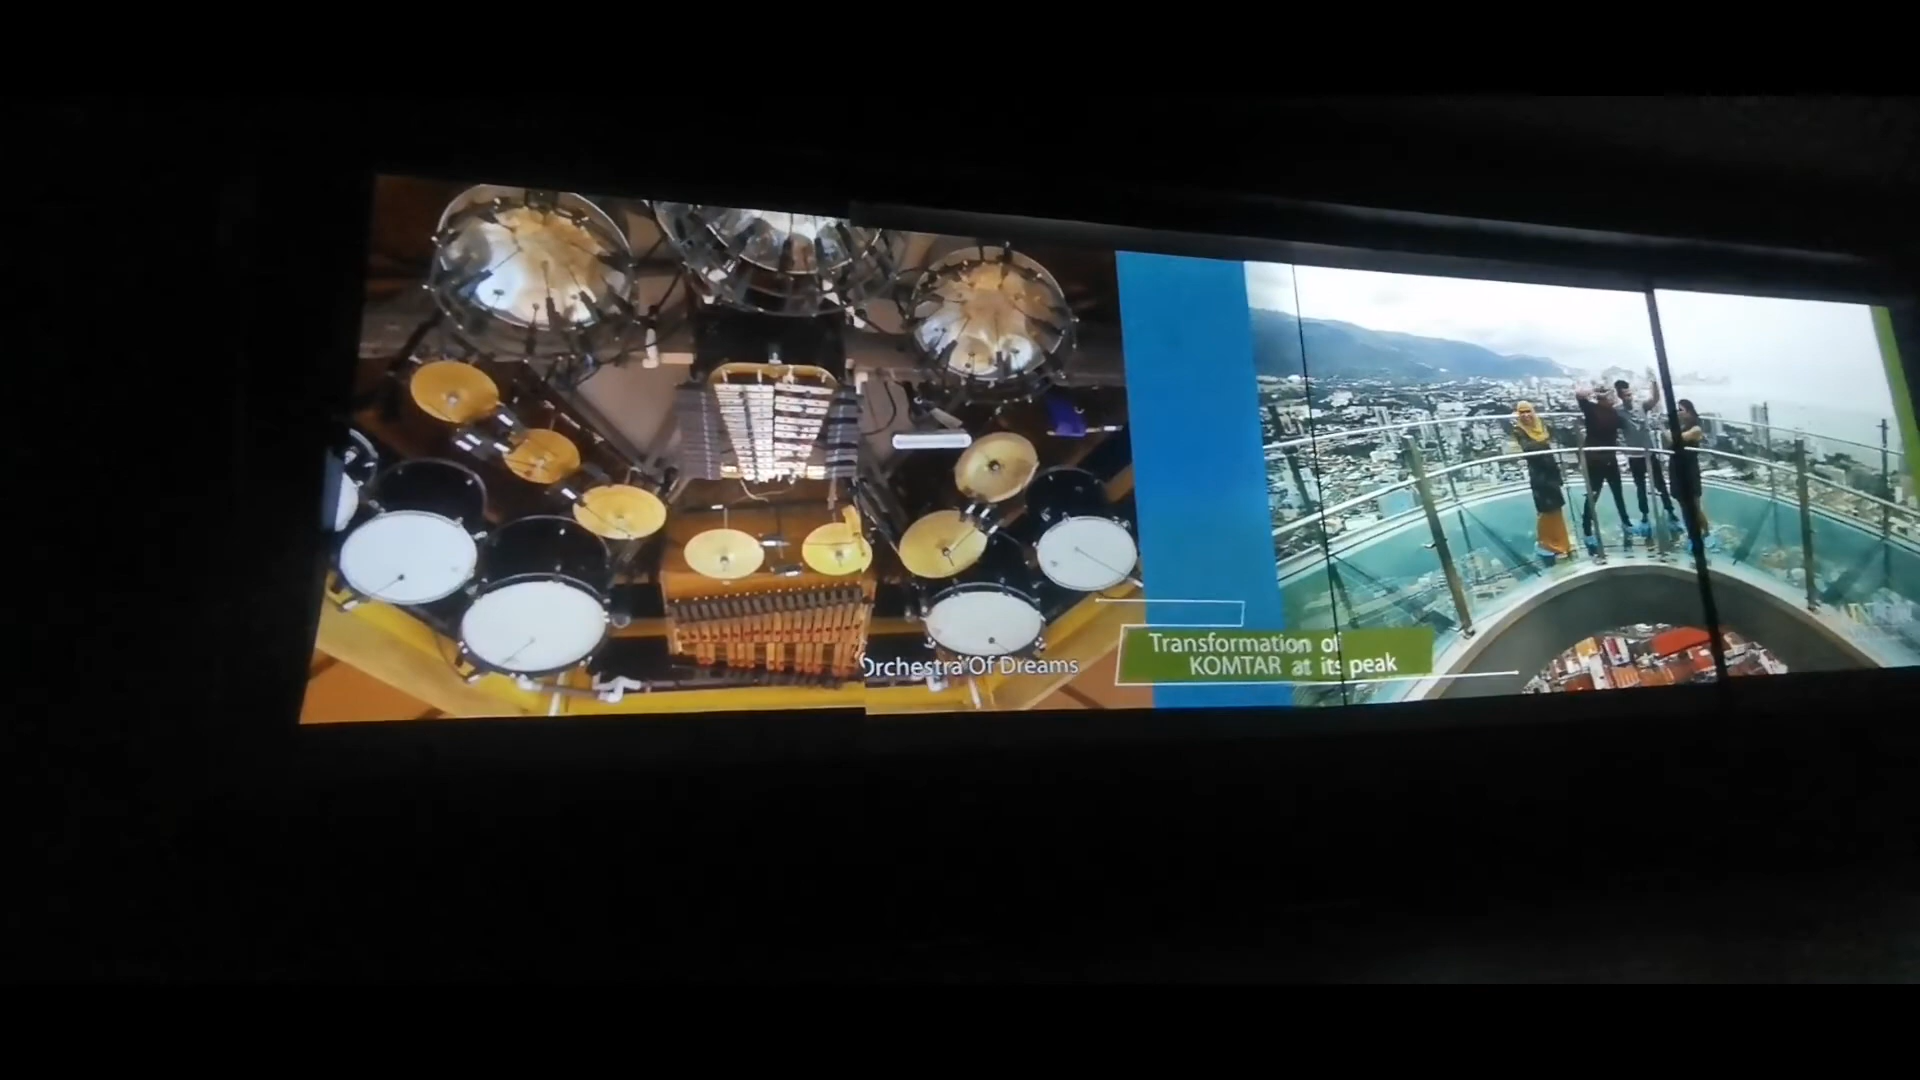 Orchestra Of Dreams
Transformation of
KOMTAR at its peak